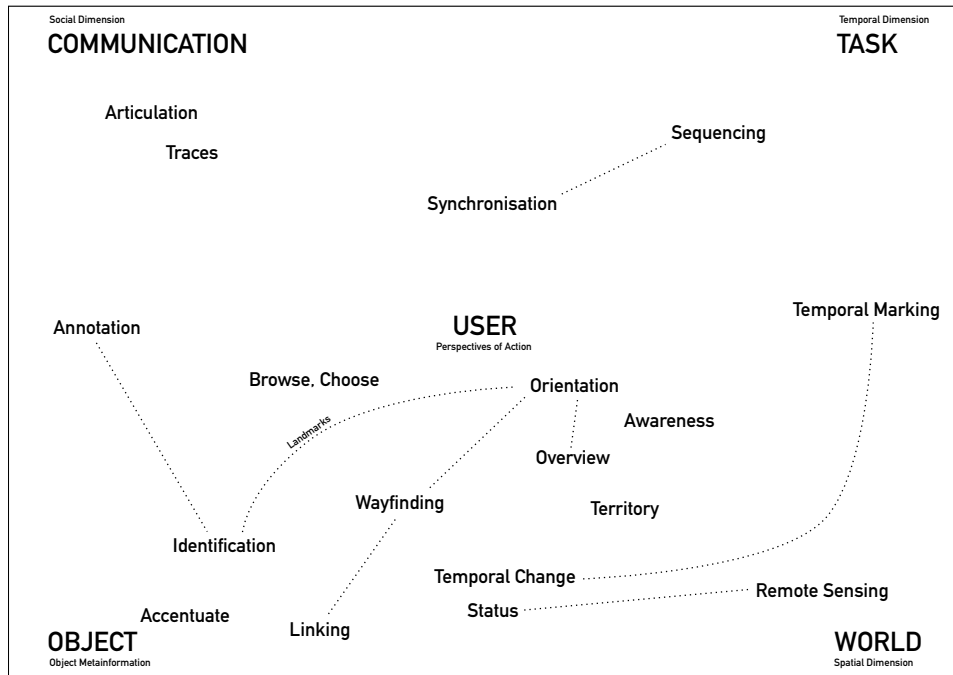 Social Dimension
COMMUNICATION
Temporal Dimension
TASK
Articulation
Traces
Sequencing
Synchronisation
Temporal Marking
Annotation
USER
Perspectives of Action
Browse, Choose
Orientation
Landmarks
Awareness
Overview
Wayfinding
Territory
Identification
Temporal Change
Remote Sensing
Status
Accentuate
Linking
OBJECT
Object Metainformation
WORLD
Spatial Dimension